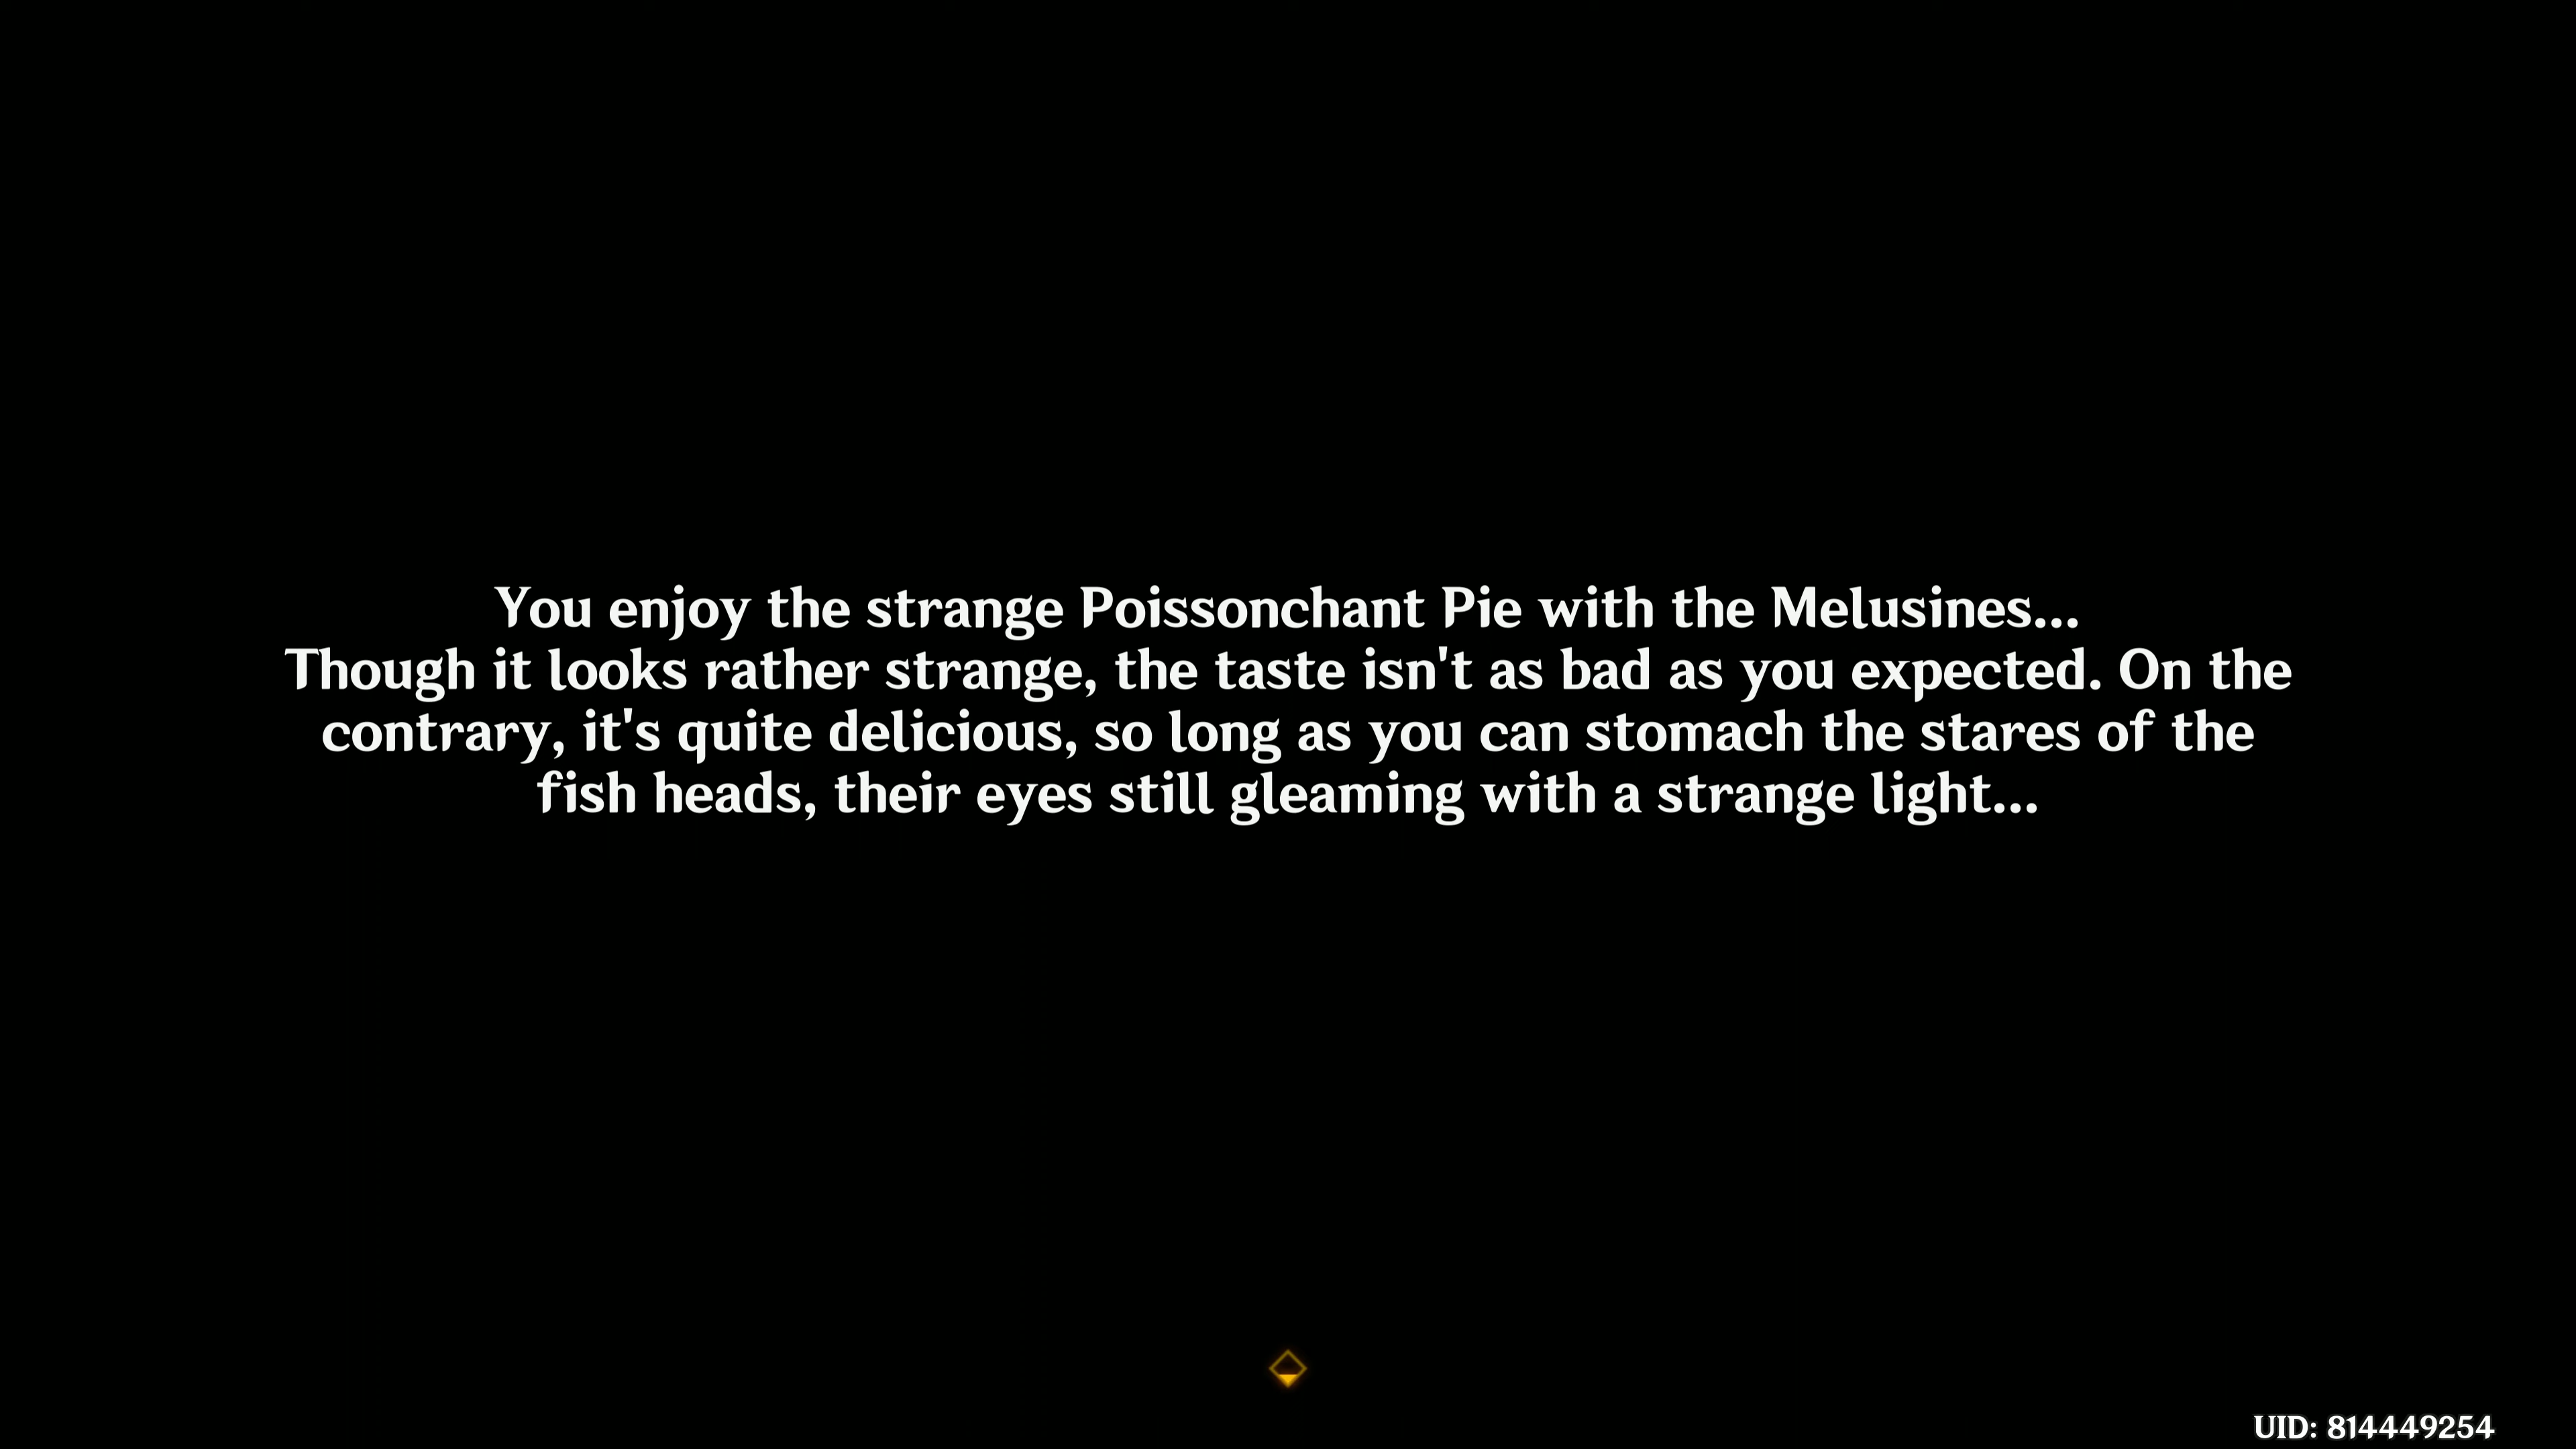 You enjoy the strange Poissonchant Pie with the Melusines...
Though it looks rather strange, the taste isn't as bad as you expected. On the
contrary, it's quite delicious, so long as you can stomach the stares of the
fish heads, their eyes still gleaming with a strange light...
UID: 814449254